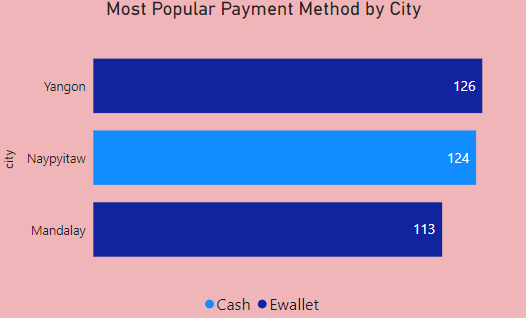 Most Popular Payment Method by City
city
Yangon 126
Naypyitaw 124
Mandalay 113
Cash Ewallet